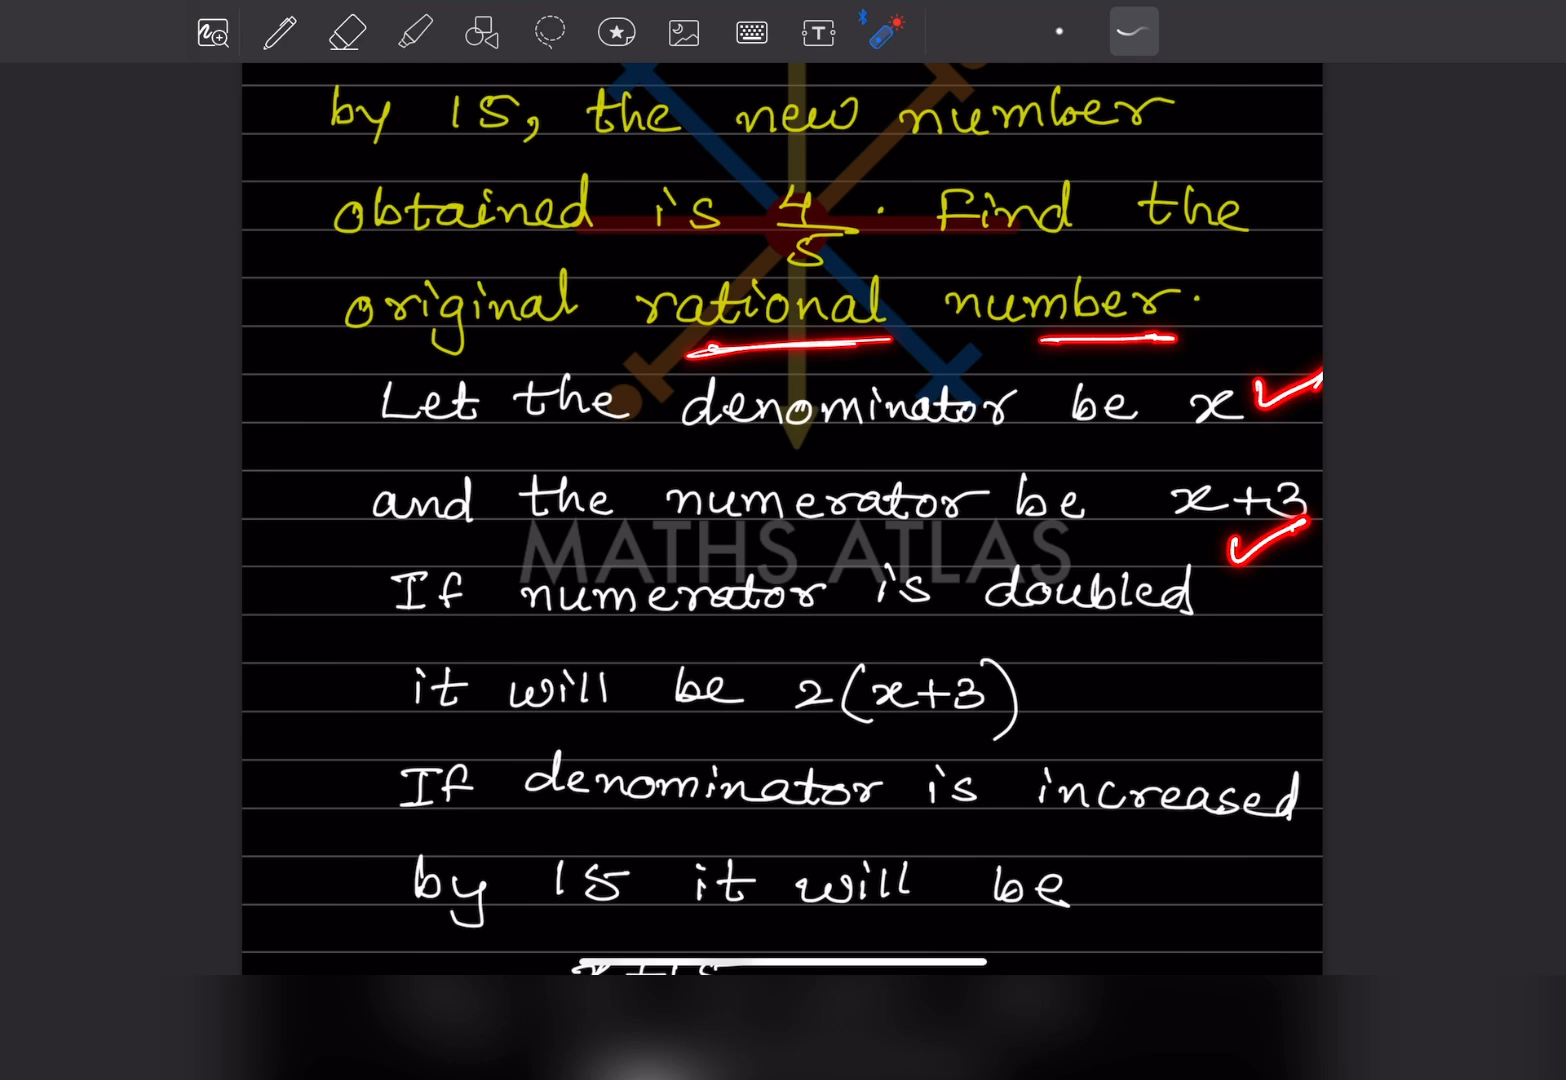 by 15, the new number
obtained is 4/5. Find the
original rational number.
Let the denominator be x
and the numerator be x+3
MATHS ATLAS
If numerator is doubled
it will be 2(x+3)
If denominator is increased
by 15 it will be